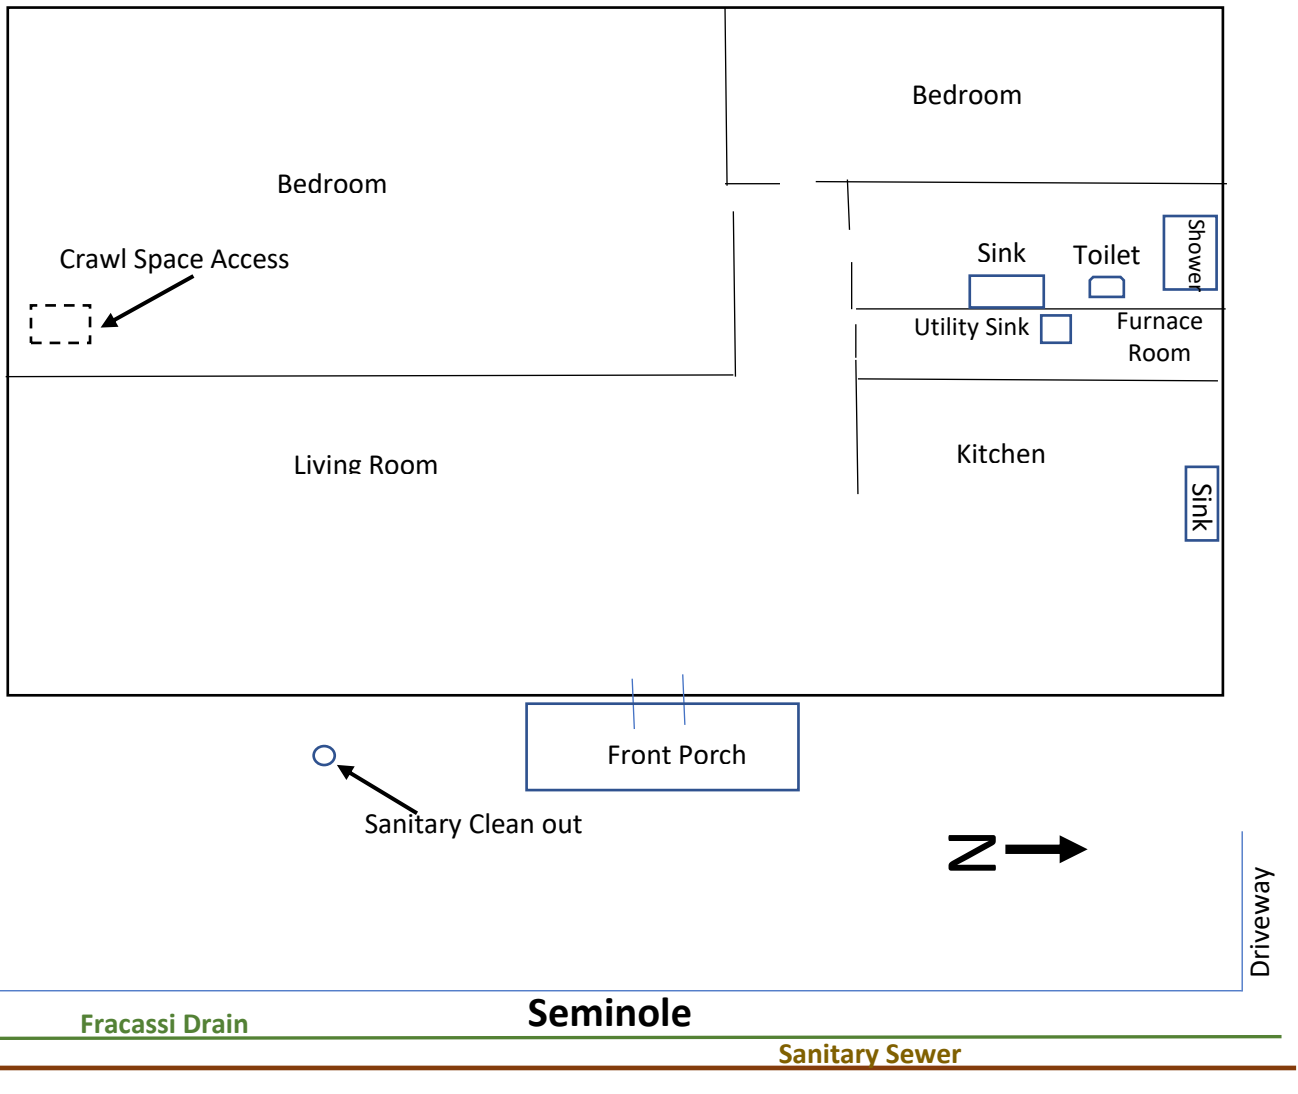 Bedroom
Bedroom
Crawl Space Access
Sink
Toilet
Shower
Utility Sink
Furnace
Room
Living Room
Kitchen
Sink
Front Porch
Sanitary Clean out
N
Driveway
Seminole
Fracassi Drain
Sanitary Sewer